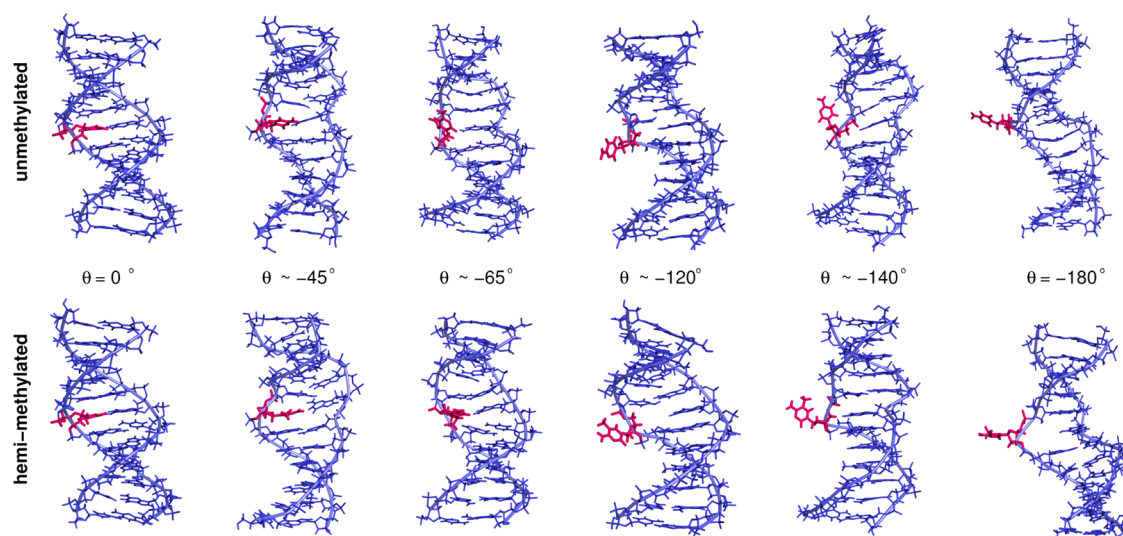 unmethylated
θ = 0 °
θ ~ −45°
θ ~ −65°
θ ~ −120°
θ ~ −140°
θ = −180°
hemi−methylated